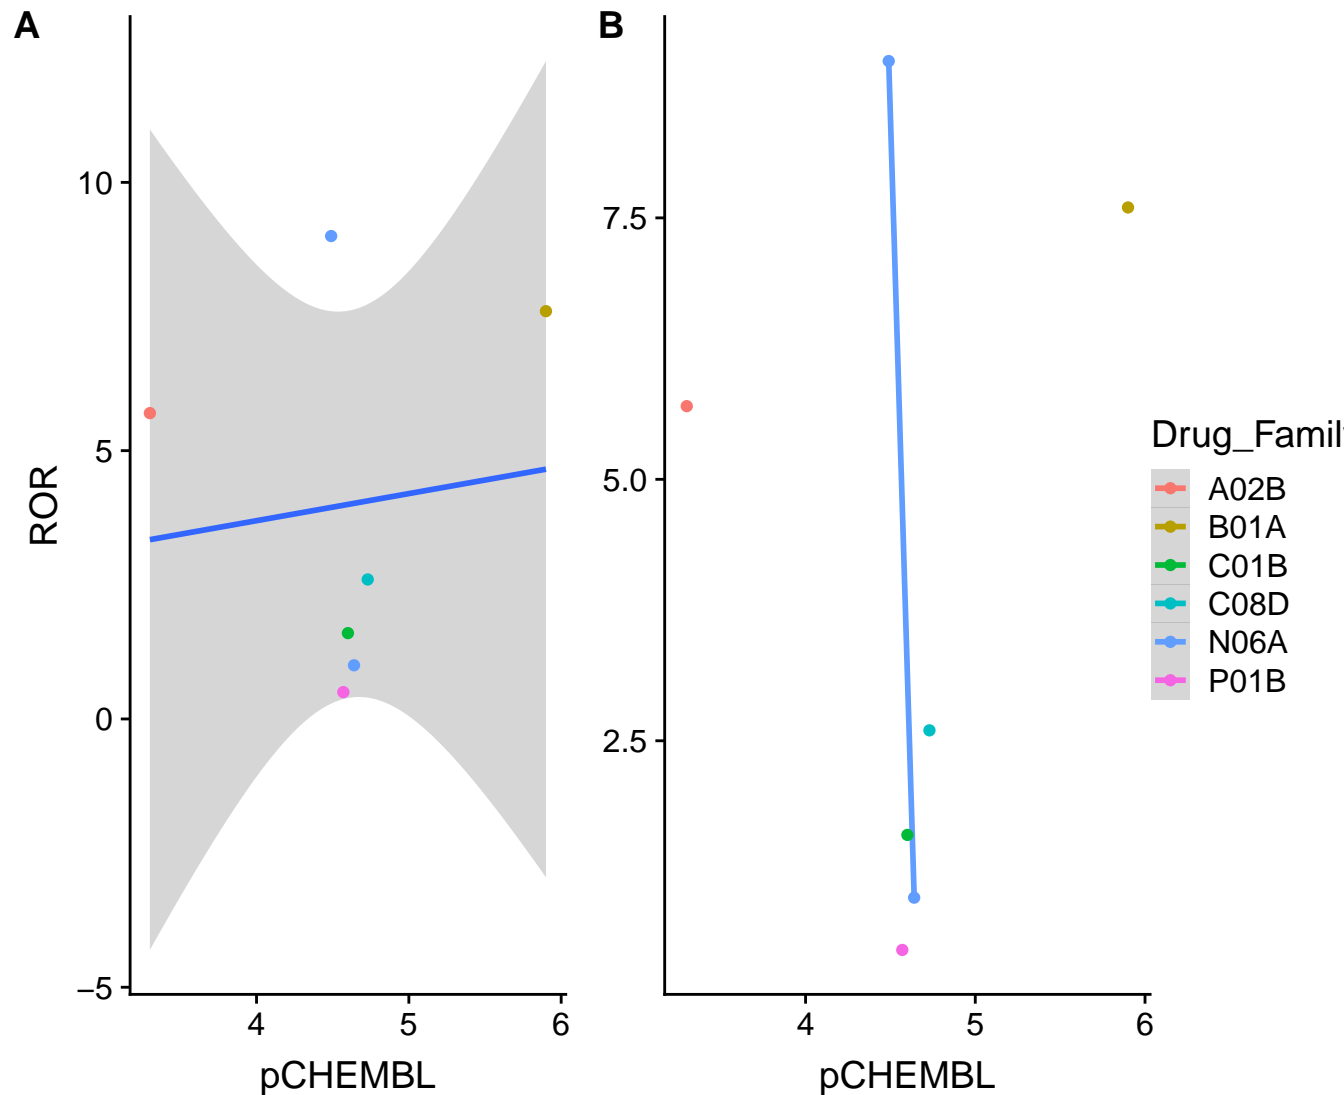 A
B
10
5
0
−5
ROR
4
5
6
pCHEMBL
7.5
5.0
2.5
4
5
6
pCHEMBL
Drug_Famil
A02B
B01A
C01B
C08D
N06A
P01B